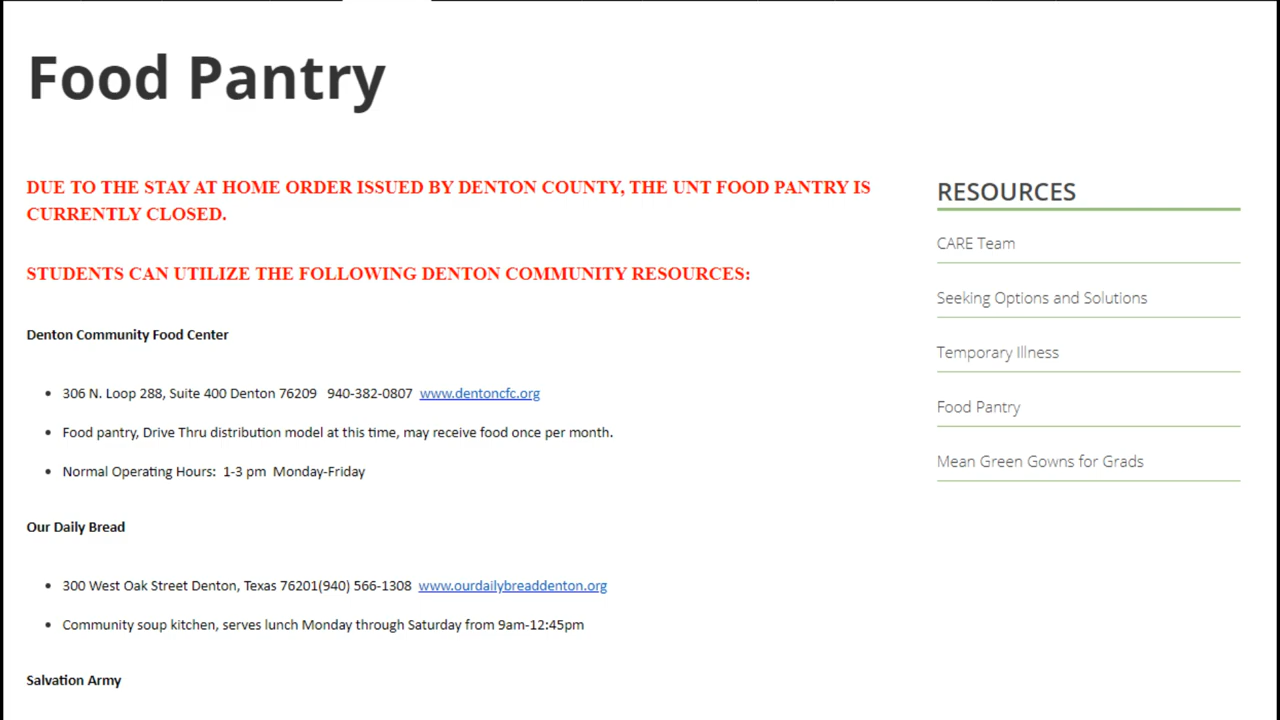 Food Pantry
DUE TO THE STAY AT HOME ORDER ISSUED BY DENTON COUNTY, THE UNT FOOD PANTRY IS
CURRENTLY CLOSED.
STUDENTS CAN UTILIZE THE FOLLOWING DENTON COMMUNITY RESOURCES:
Denton Community Food Center
• 306 N. Loop 288, Suite 400 Denton 76209   940-382-0807  www.dentoncfc.org
• Food pantry, Drive Thru distribution model at this time, may receive food once per month.
• Normal Operating Hours:  1-3 pm  Monday-Friday
Our Daily Bread
• 300 West Oak Street Denton, Texas 76201(940) 566-1308  www.ourdailybreaddenton.org
• Community soup kitchen, serves lunch Monday through Saturday from 9am-12:45pm
Salvation Army
RESOURCES
CARE Team
Seeking Options and Solutions
Temporary Illness
Food Pantry
Mean Green Gowns for Grads